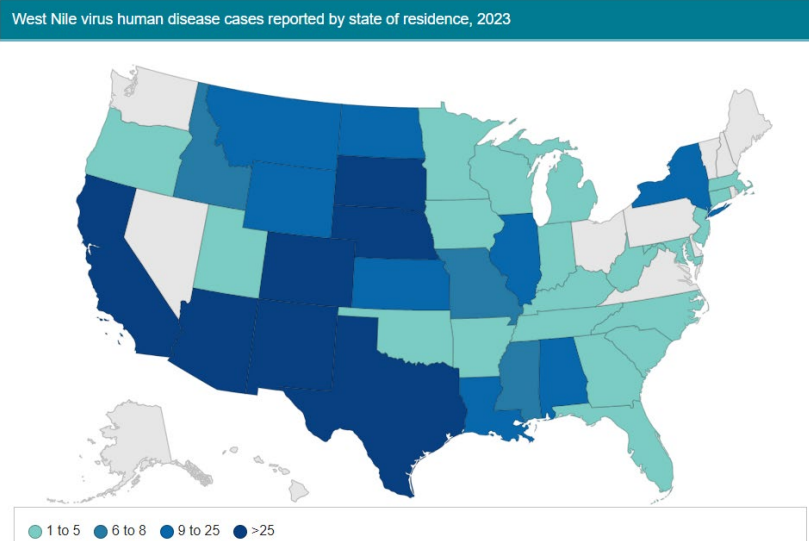 West Nile virus human disease cases reported by state of residence, 2023
1 to 5 6 to 8 9 to 25 >25